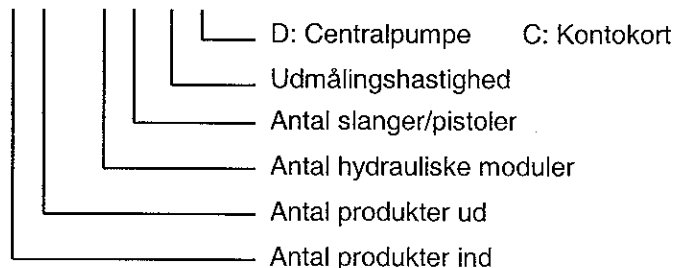 D: Centralpumpe C: Kontokort
Udmålingshastighed
Antal slanger/pistoler
Antal hydrauliske moduler
Antal produkter ud
Antal produkter ind